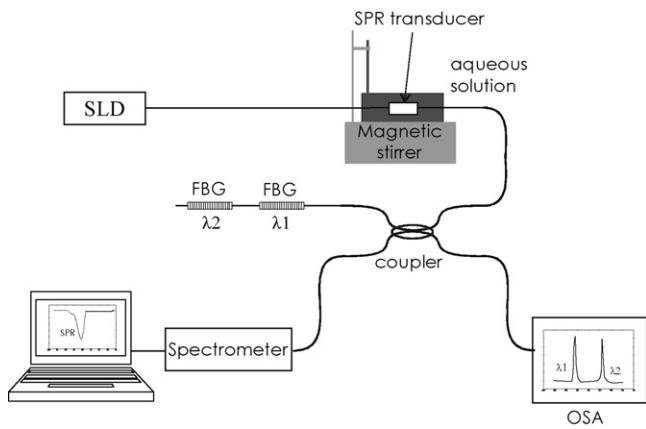 SPR transducer
aqueous
solution
SLD
Magnetic
stirrer
FBG
FBG
λ2
λ1
coupler
SPR
Spectrometer
λ1
λ2
OSA